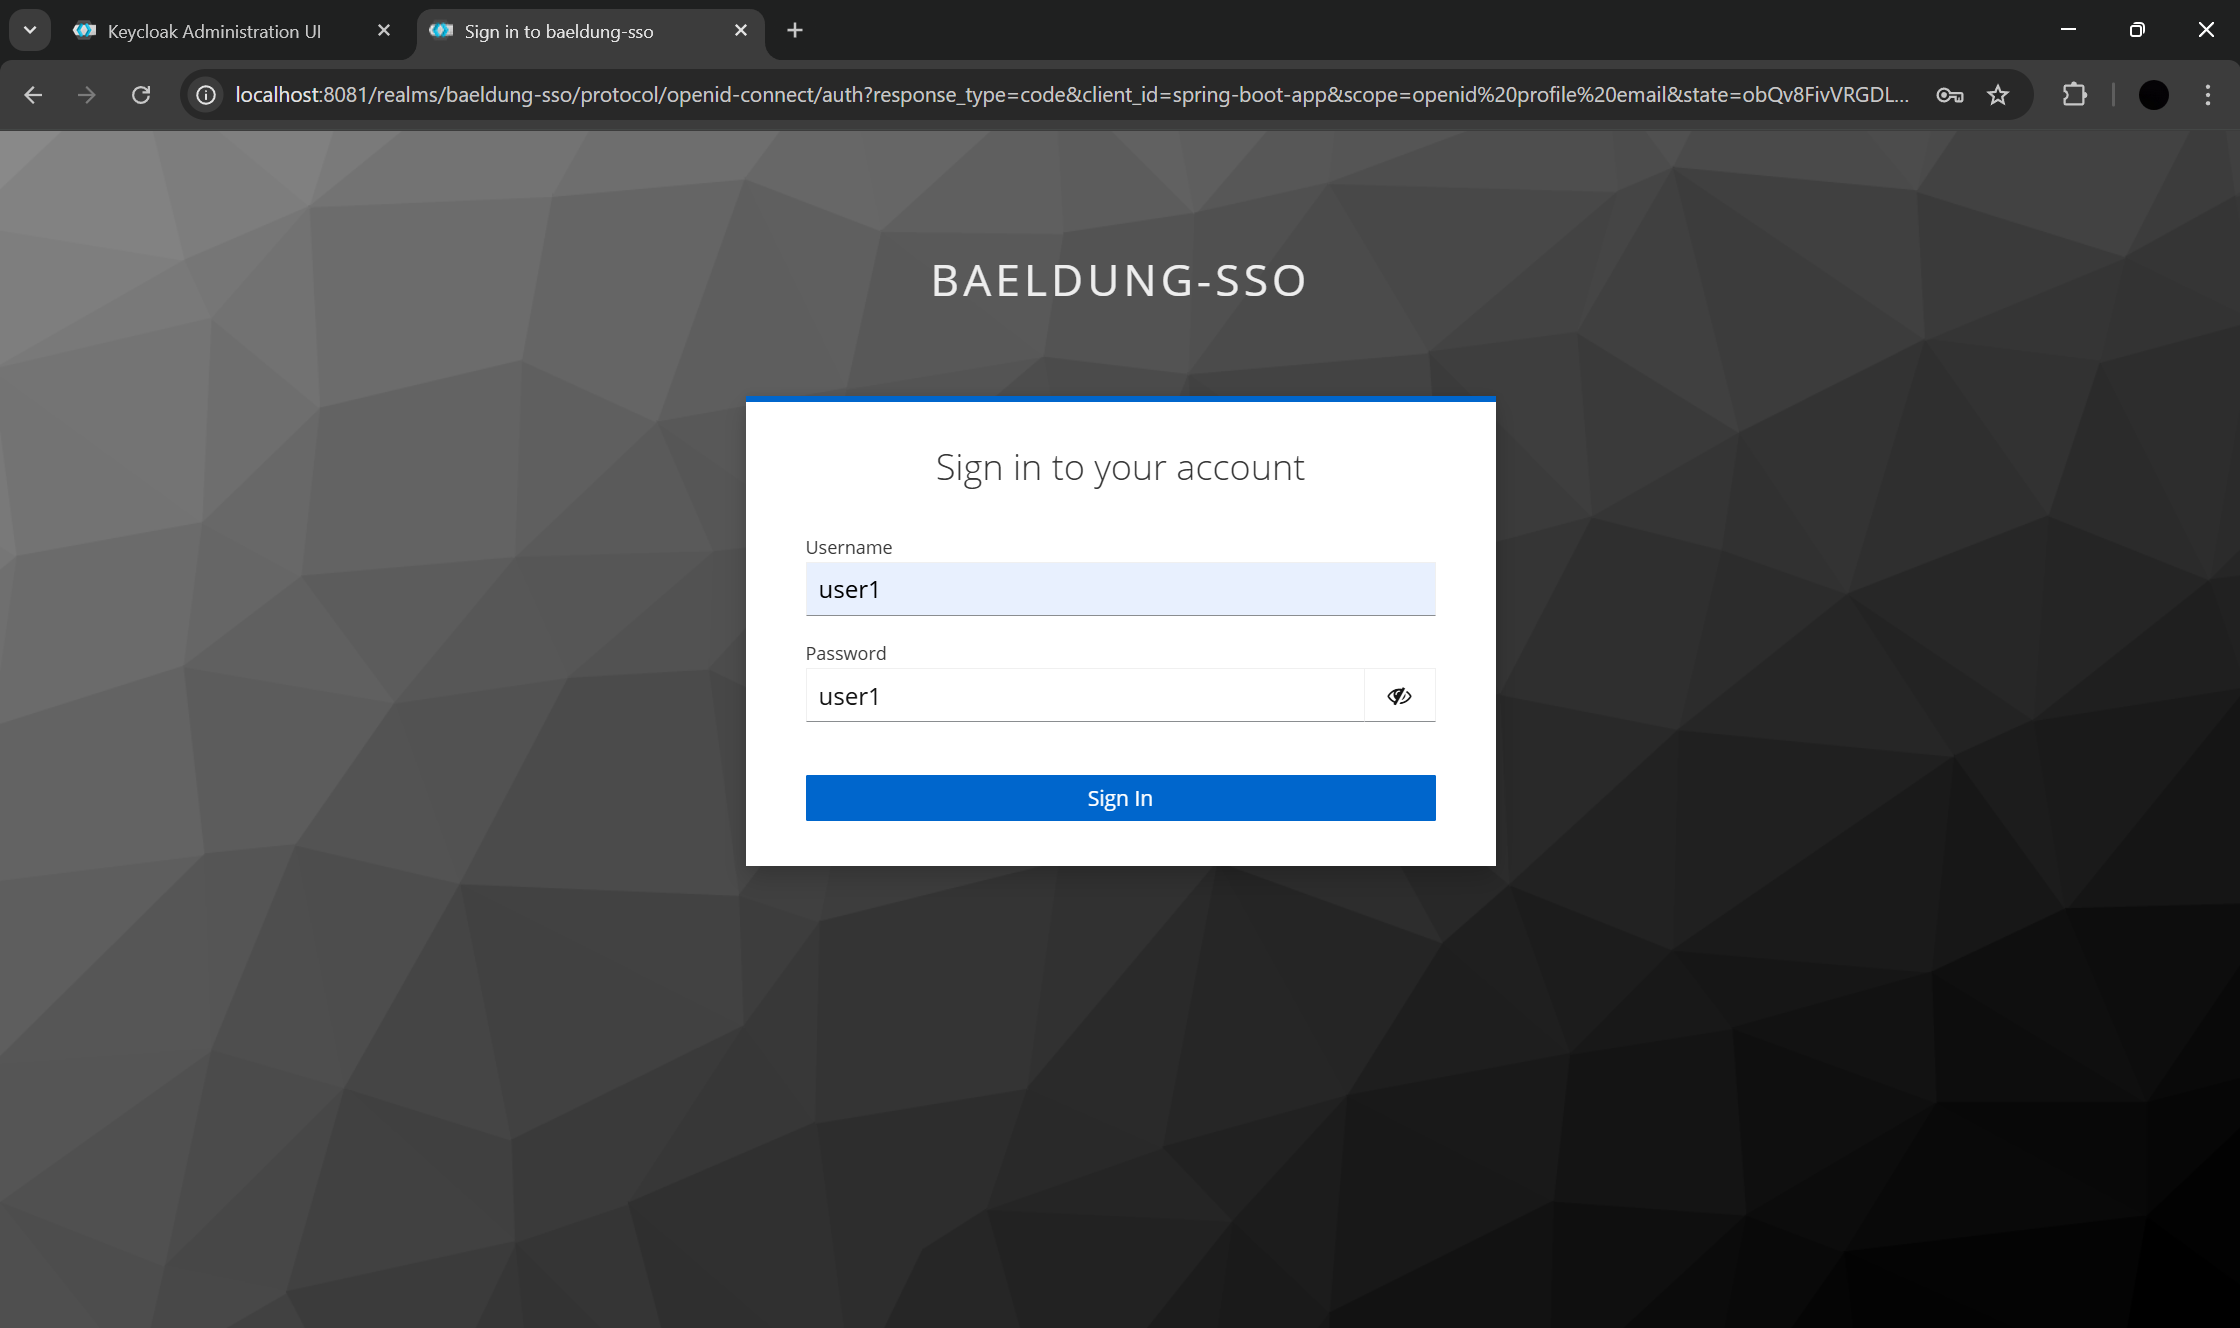 Keycloak Administration UI
Sign in to baeldung-sso
localhost:8081/realms/baeldung-sso/protocol/openid-connect/auth?response_type=code&client_id=spring-boot-app&scope=openid%20profile%20email&state=obQv8FivVRGDL...
BAELDUNG-SSO
Sign in to your account
Username
user1
Password
user1
Sign In